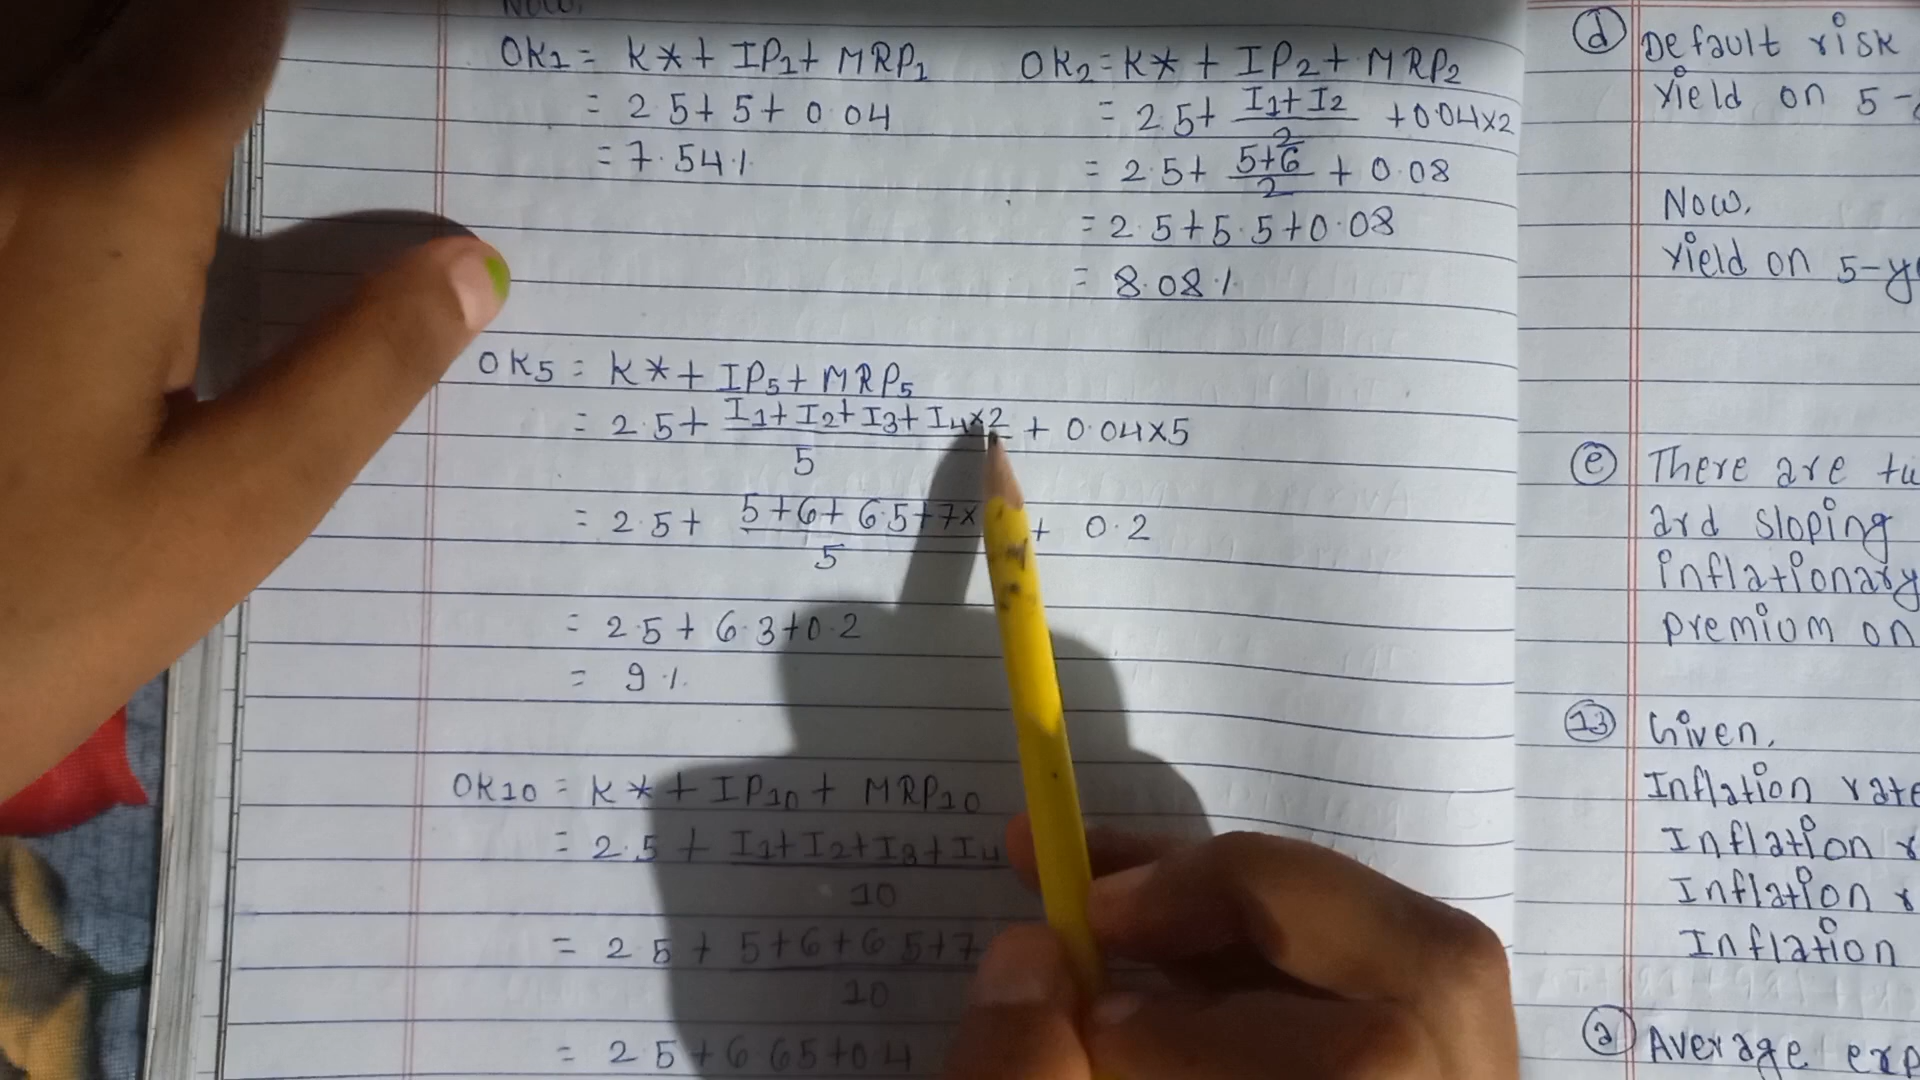 Now,
OK1 = K* + IP1 + MRP1
= 2.5 + 5 + 0.04
= 7.54%
OK2 = K* + IP2 + MRP2
= 2.5 + I1 + I2 / 2 + 0.04×2
= 2.5 + 5+6 / 2 + 0.08
= 2.5 + 5.5 + 0.08
= 8.08%
OK5 = K* + IP5 + MRP5
= 2.5 + I1 + I2 + I3 + I4×2 / 5 + 0.04×5
= 2.5 + 5+6+6.5+7× / 5 + 0.2
= 2.5 + 6.3 + 0.2
= 9%
OK10 = K* + IP10 + MRP10
= 2.5 + I1 + I2 + I3 + I4 / 10
= 2.5 + 5+6+6.5+7 / 10
= 2.5 + 6.65 + 0.4
(d) Default risk
Yield on 5-
Now,
Yield on 5-y
(e) There are
ard sloping
inflationary
premium on
(13) Given,
Inflation rate
Inflation r
Inflation r
Inflation
(a) Average exp